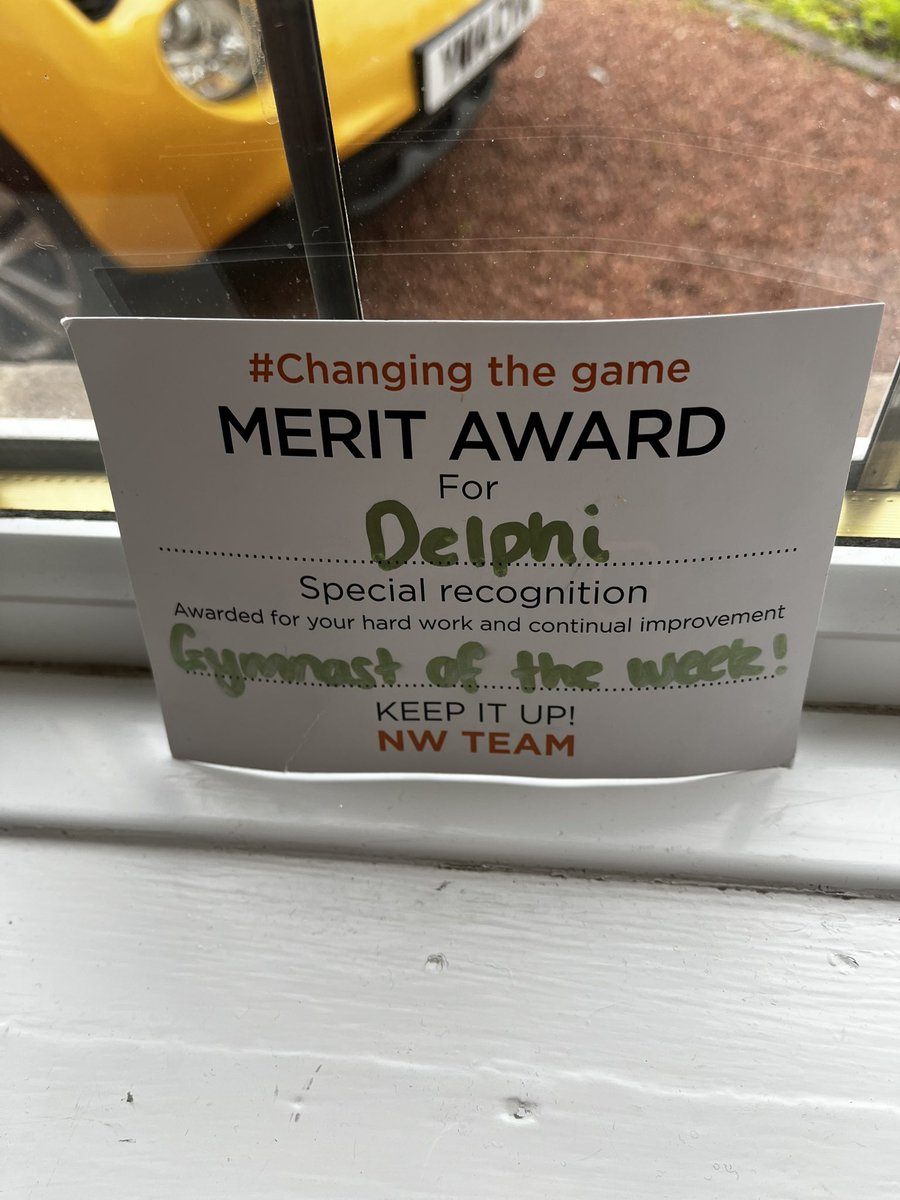 #Changing the game
MERIT AWARD
For
Delphi
Special recognition
Awarded for your hard work and continual improvement
Gymnast of the week!
KEEP IT UP!
NW TEAM